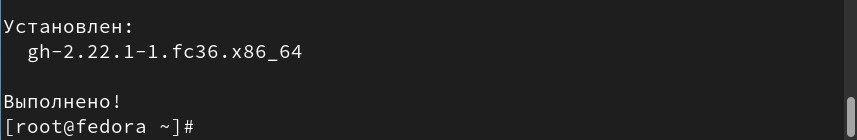 Установлен:
  gh-2.22.1-1.fc36.x86_64
Выполнено!
[root@fedora ~]#